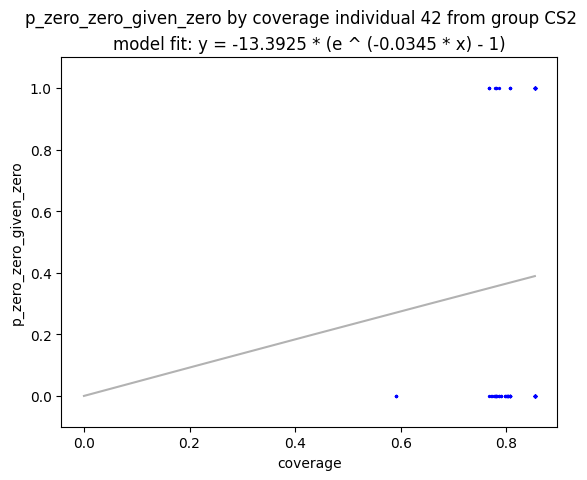 p_zero_zero_given_zero by coverage individual 42 from group CS2
model fit: y = -13.3925 * (e ^ (-0.0345 * x) - 1)
1.0
0.8
0.6
0.4
0.2
0.0
p_zero_zero_given_zero
0.0 0.2 0.4 0.6 0.8
coverage